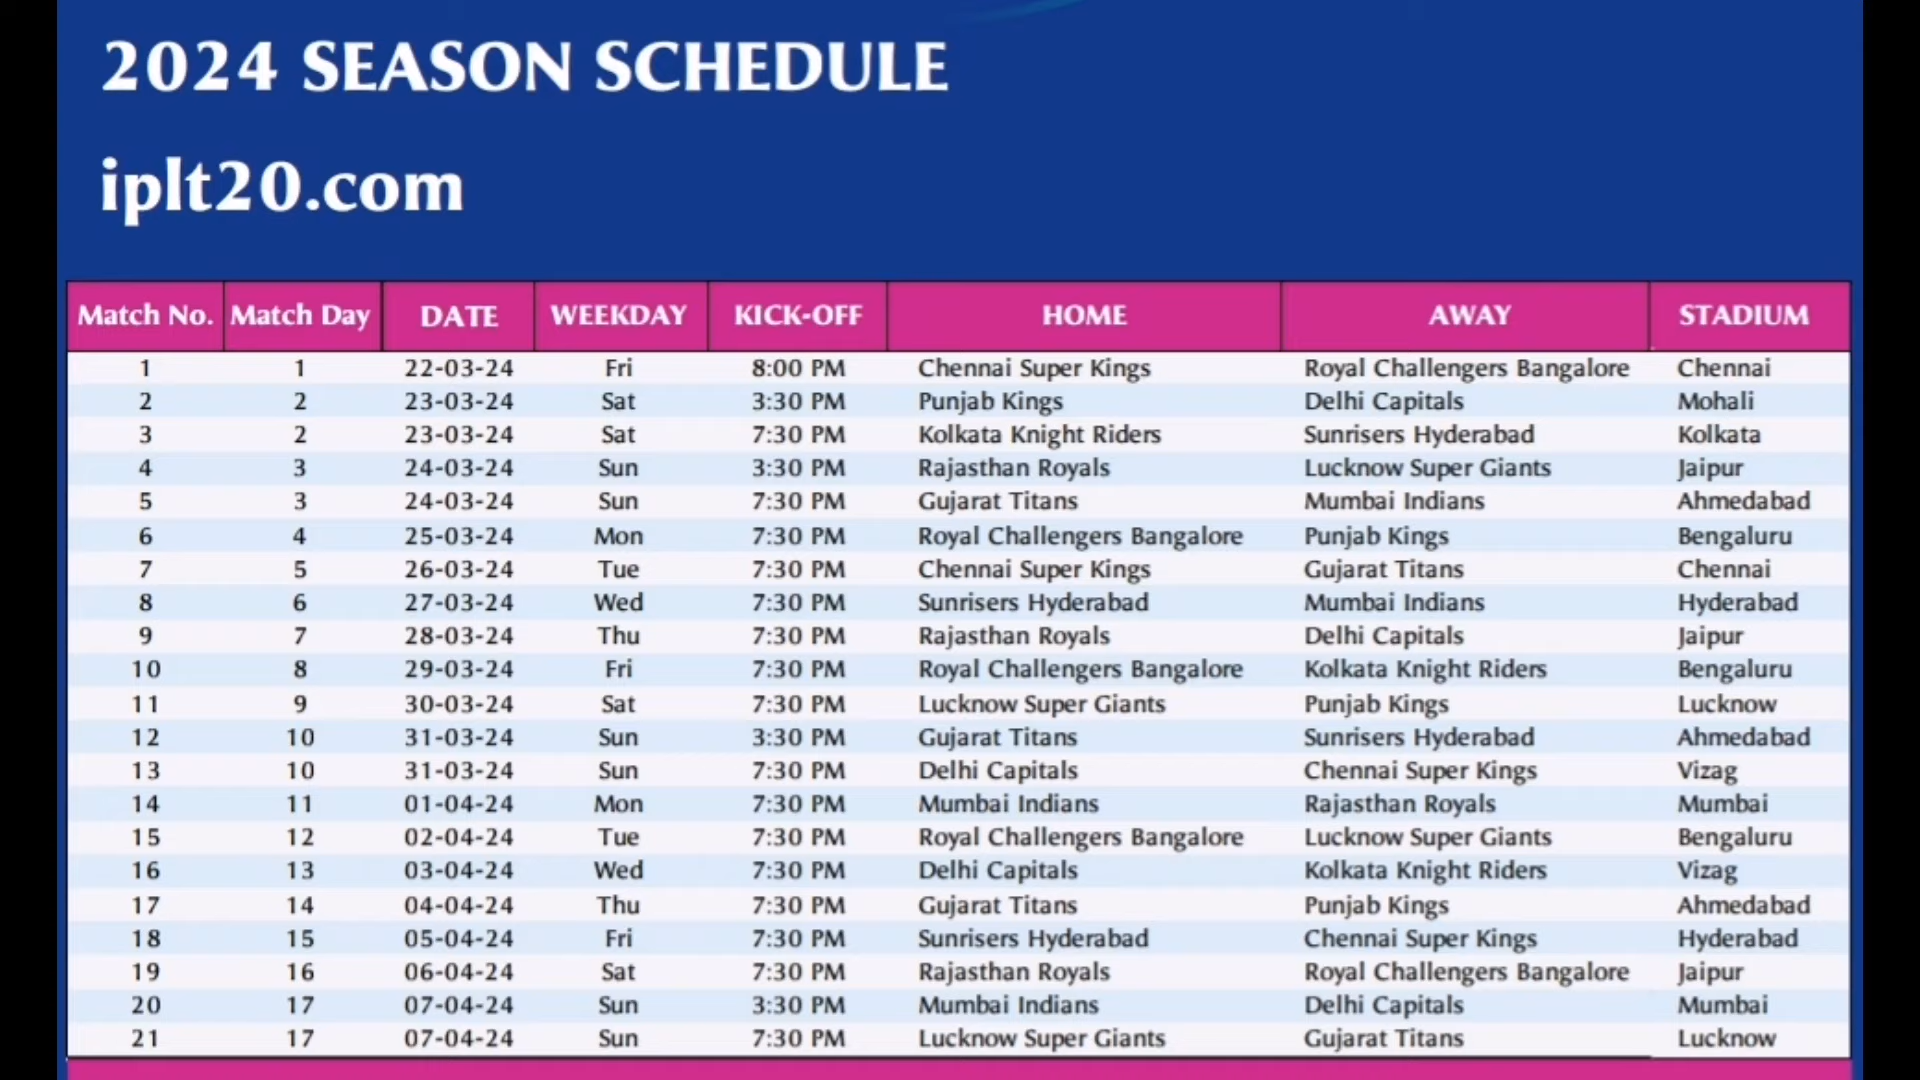 2024 SEASON SCHEDULE
iplt20.com
Match No. Match Day DATE WEEKDAY KICK-OFF HOME AWAY STADIUM
1 1 22-03-24 Fri 8:00 PM Chennai Super Kings Royal Challengers Bangalore Chennai
2 2 23-03-24 Sat 3:30 PM Punjab Kings Delhi Capitals Mohali
3 2 23-03-24 Sat 7:30 PM Kolkata Knight Riders Sunrisers Hyderabad Kolkata
4 3 24-03-24 Sun 3:30 PM Rajasthan Royals Lucknow Super Giants Jaipur
5 3 24-03-24 Sun 7:30 PM Gujarat Titans Mumbai Indians Ahmedabad
6 4 25-03-24 Mon 7:30 PM Royal Challengers Bangalore Punjab Kings Bengaluru
7 5 26-03-24 Tue 7:30 PM Chennai Super Kings Gujarat Titans Chennai
8 6 27-03-24 Wed 7:30 PM Sunrisers Hyderabad Mumbai Indians Hyderabad
9 7 28-03-24 Thu 7:30 PM Rajasthan Royals Delhi Capitals Jaipur
10 8 29-03-24 Fri 7:30 PM Royal Challengers Bangalore Kolkata Knight Riders Bengaluru
11 9 30-03-24 Sat 7:30 PM Lucknow Super Giants Punjab Kings Lucknow
12 10 31-03-24 Sun 3:30 PM Gujarat Titans Sunrisers Hyderabad Ahmedabad
13 10 31-03-24 Sun 7:30 PM Delhi Capitals Chennai Super Kings Vizag
14 11 01-04-24 Mon 7:30 PM Mumbai Indians Rajasthan Royals Mumbai
15 12 02-04-24 Tue 7:30 PM Royal Challengers Bangalore Lucknow Super Giants Bengaluru
16 13 03-04-24 Wed 7:30 PM Delhi Capitals Kolkata Knight Riders Vizag
17 14 04-04-24 Thu 7:30 PM Gujarat Titans Punjab Kings Ahmedabad
18 15 05-04-24 Fri 7:30 PM Sunrisers Hyderabad Chennai Super Kings Hyderabad
19 16 06-04-24 Sat 7:30 PM Rajasthan Royals Royal Challengers Bangalore Jaipur
20 17 07-04-24 Sun 3:30 PM Mumbai Indians Delhi Capitals Mumbai
21 17 07-04-24 Sun 7:30 PM Lucknow Super Giants Gujarat Titans Lucknow